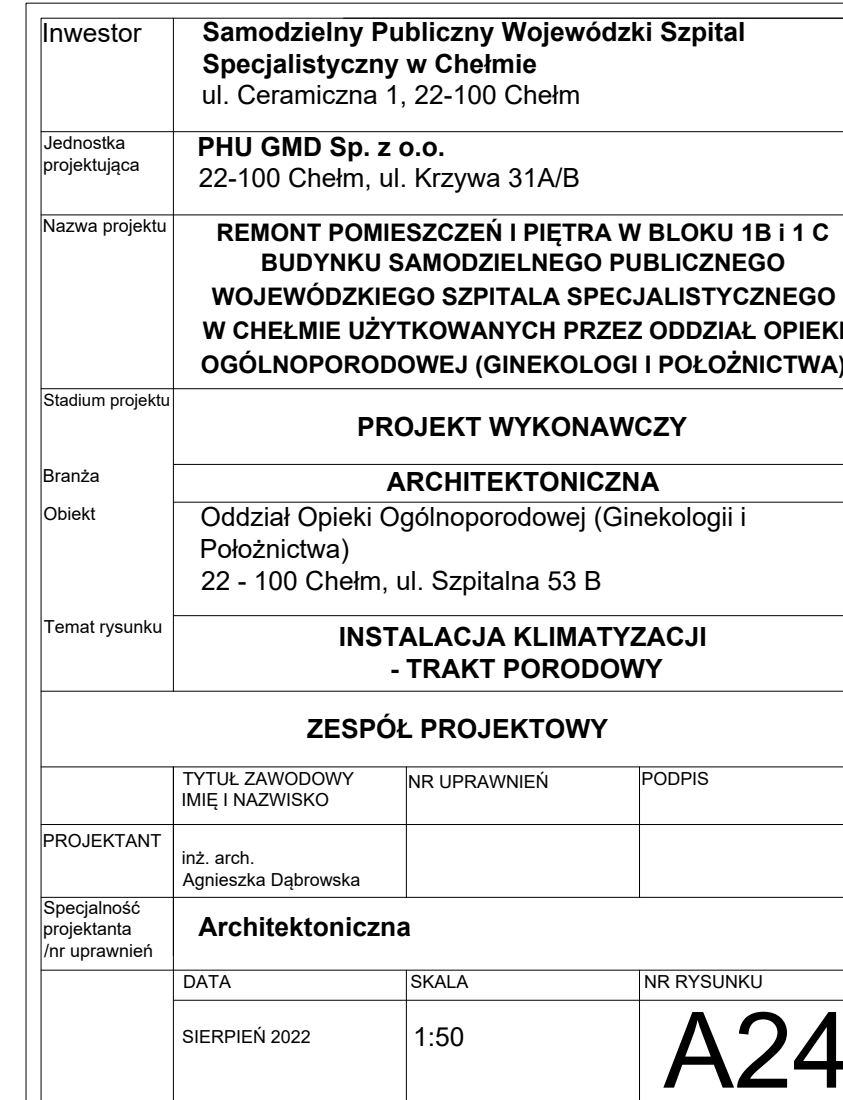 Inwestor
Samodzielny Publiczny Wojewódzki Szpital
Specjalistyczny w Chełmie
ul. Ceramiczna 1, 22-100 Chełm
Jednostka
projektująca
PHU GMD Sp. z o.o.
22-100 Chełm, ul. Krzywa 31A/B
Nazwa projektu
REMONT POMIESZCZEŃ I PIĘTRA W BLOKU 1B i 1 C
BUDYNKU SAMODZIELNEGO PUBLICZNEGO
WOJEWÓDZKIEGO SZPITALA SPECJALISTYCZNEGO
W CHEŁMIE UŻYTKOWANYCH PRZEZ ODDZIAŁ OPIEKI
OGÓLNOPORODOWEJ (GINEKOLOGI I POŁOŻNICTWA)
Stadium projektu
PROJEKT WYKONAWCZY
Branża
ARCHITEKTONICZNA
Obiekt
Oddział Opieki Ogólnoporodowej (Ginekologii i
Położnictwa)
22 - 100 Chełm, ul. Szpitalna 53 B
Temat rysunku
INSTALACJA KLIMATYZACJI
- TRAKT PORODOWY
ZESPÓŁ PROJEKTOWY
TYTUŁ ZAWODOWY
IMIĘ I NAZWISKO
NR UPRAWNIEŃ
PODPIS
PROJEKTANT
inż. arch.
Agnieszka Dąbrowska
Specjalność
projektanta
/nr uprawnień
Architektoniczna
DATA
SKALA
NR RYSUNKU
SIERPIEŃ 2022
1:50
A24